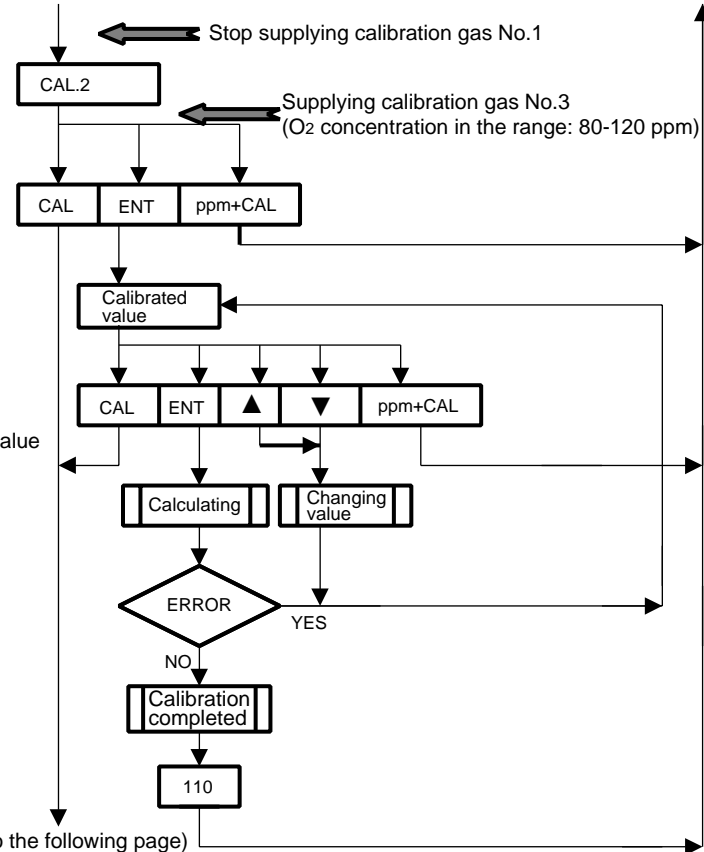 Stop supplying calibration gas No.1
CAL.2
Supplying calibration gas No.3
(O2 concentration in the range: 80-120 ppm)
CAL ENT ppm+CAL
Calibrated
value
CAL ENT ▲ ▼ ppm+CAL
alue
Calculating
Changing
value
ERROR
YES
NO
Calibration
completed
110
o the following page)